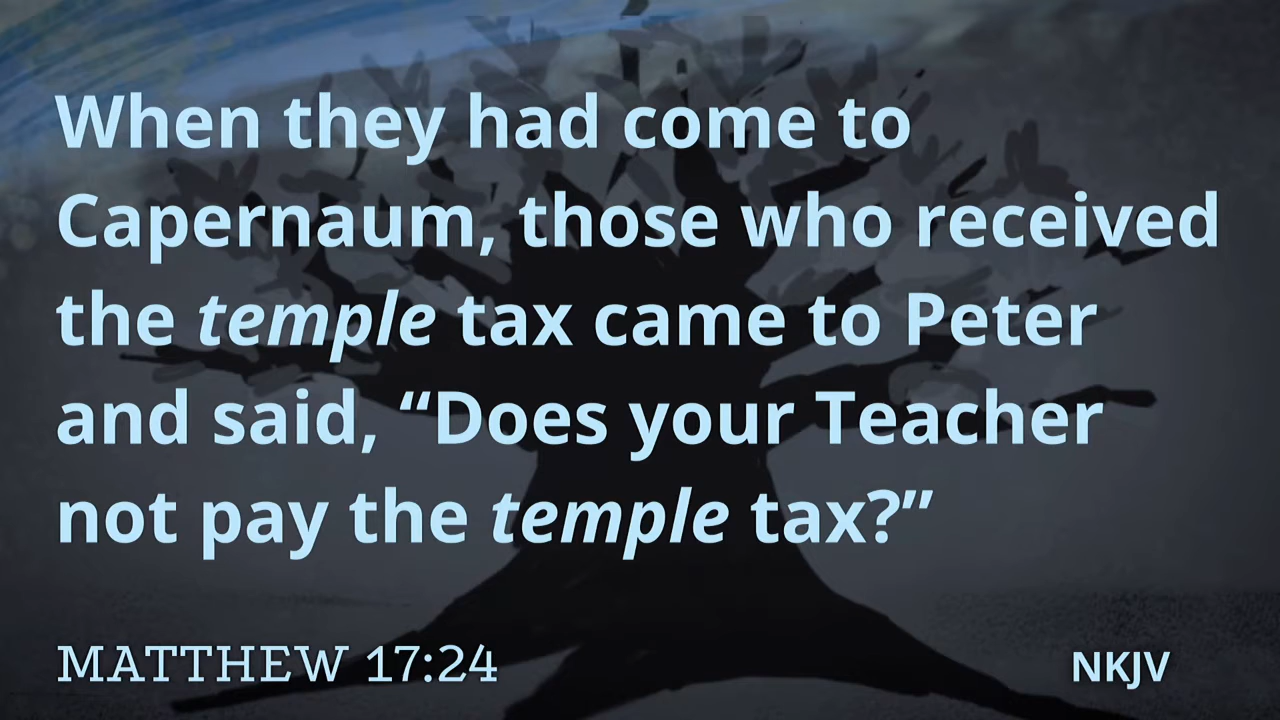 When they had come to
Capernaum, those who received
the temple tax came to Peter
and said, “Does your Teacher
not pay the temple tax?”
MATTHEW 17:24
NKJV